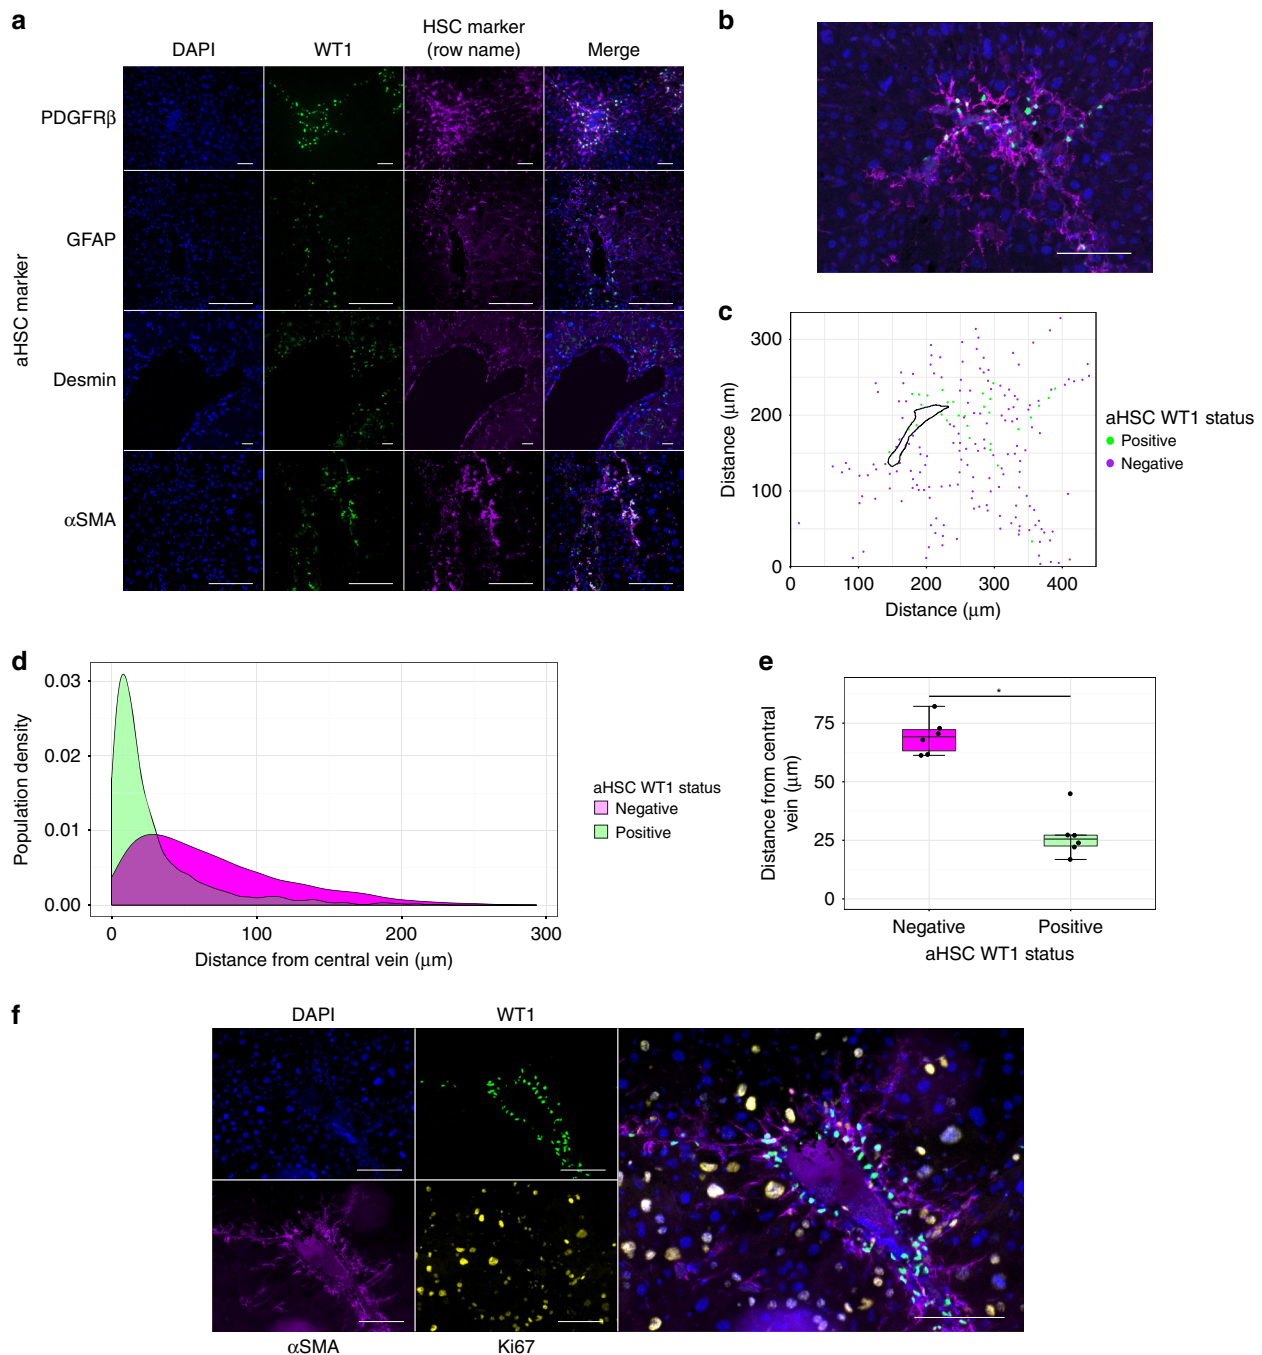 a
DAPI
WT1
HSC marker
(row name)
Merge
aHSC marker
PDGFRβ
GFAP
Desmin
αSMA
b
c
Distance (μm)
300
200
100
0
0 100 200 300 400
Distance (μm)
aHSC WT1 status
Positive
Negative
d
Population density
0.03
0.02
0.01
0.00
0 100 200 300
Distance from central vein (μm)
aHSC WT1 status
Negative
Positive
e
Distance from central
vein (μm)
75
50
25
0
*
Negative Positive
aHSC WT1 status
f
DAPI
WT1
αSMA
Ki67